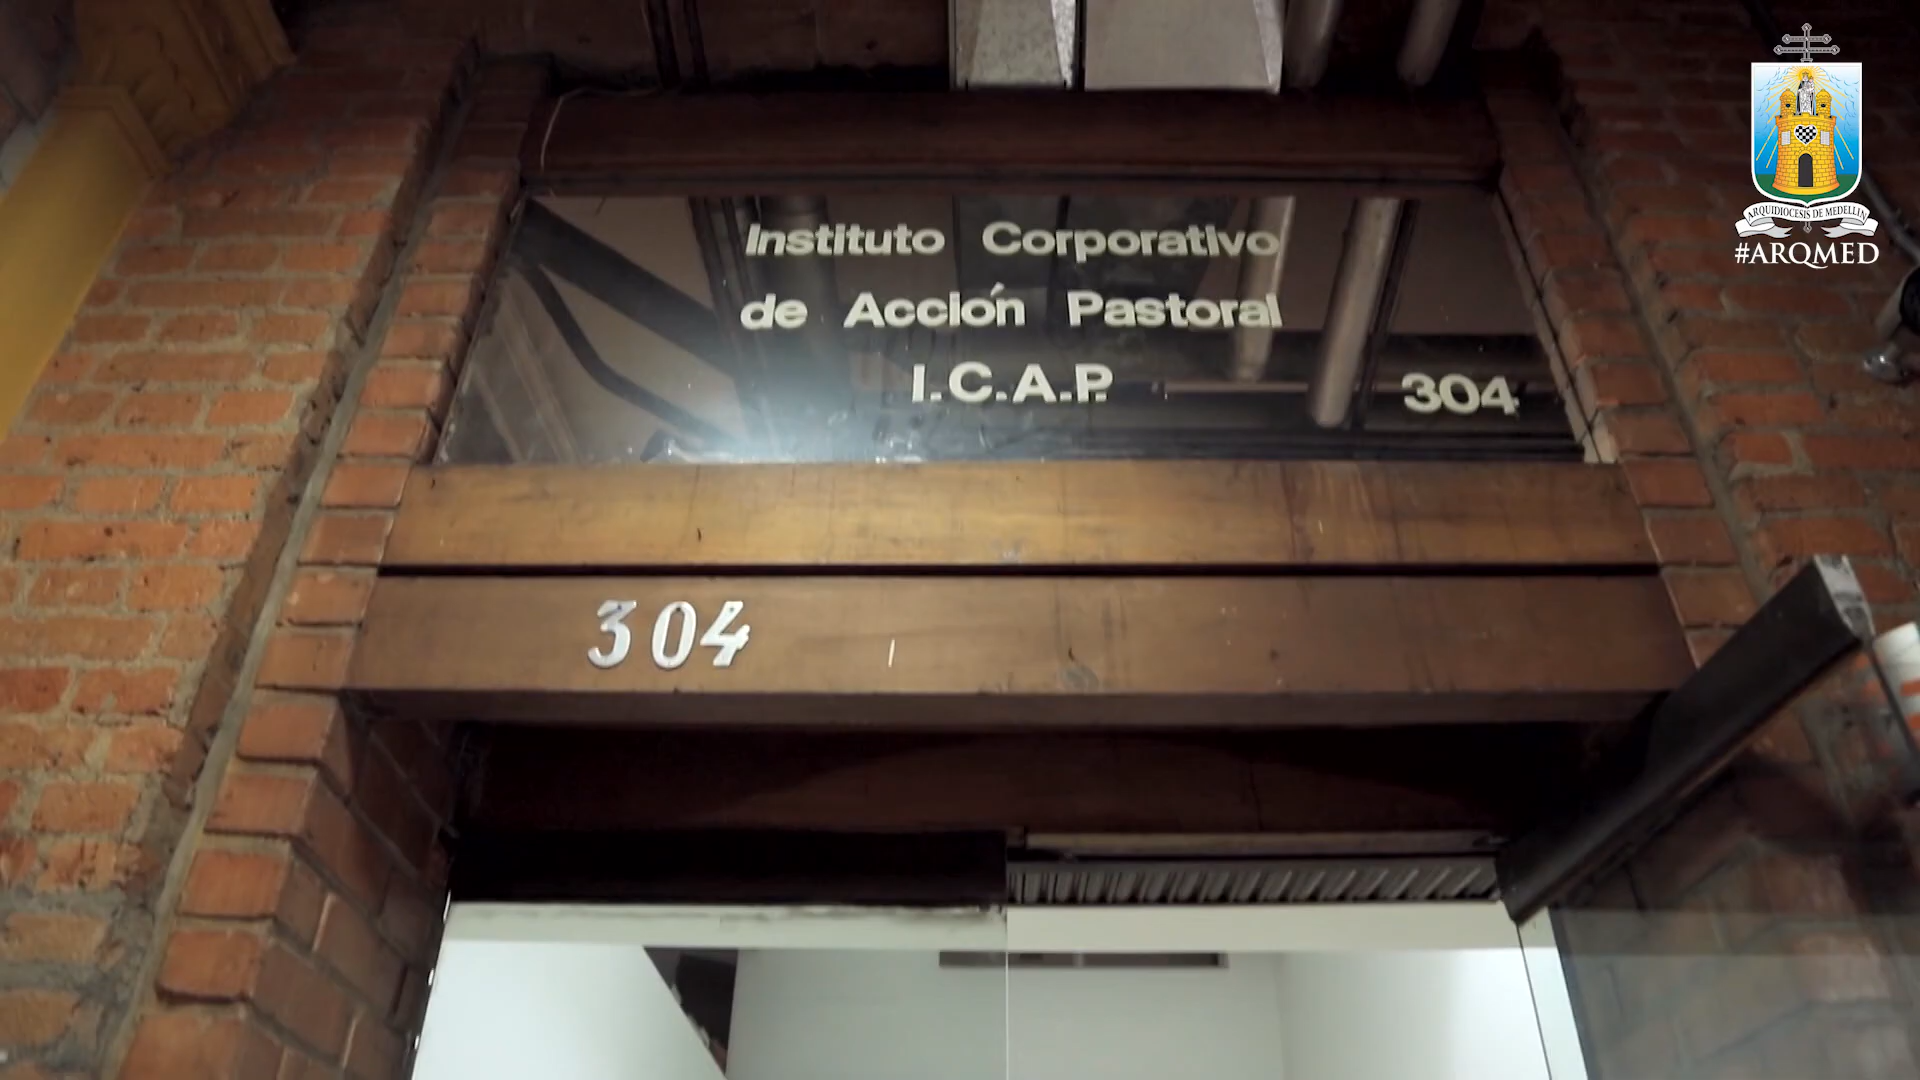 Instituto Corporativo
de Acción Pastoral
I.C.A.P.
304
304
ARQUIDIOCESIS DE MEDELLIN
#ARQMED